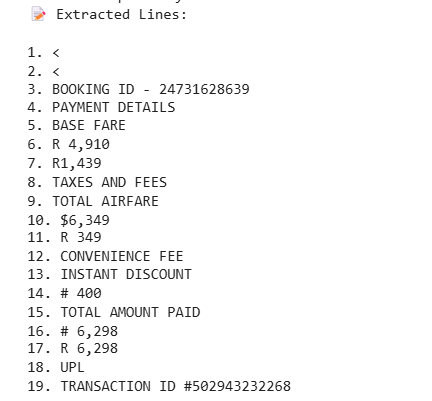 📝 Extracted Lines:
1. <
2. <
3. BOOKING ID - 24731628639
4. PAYMENT DETAILS
5. BASE FARE
6. R 4,910
7. R1,439
8. TAXES AND FEES
9. TOTAL AIRFARE
10. $6,349
11. R 349
12. CONVENIENCE FEE
13. INSTANT DISCOUNT
14. # 400
15. TOTAL AMOUNT PAID
16. # 6,298
17. R 6,298
18. UPL
19. TRANSACTION ID #502943232268